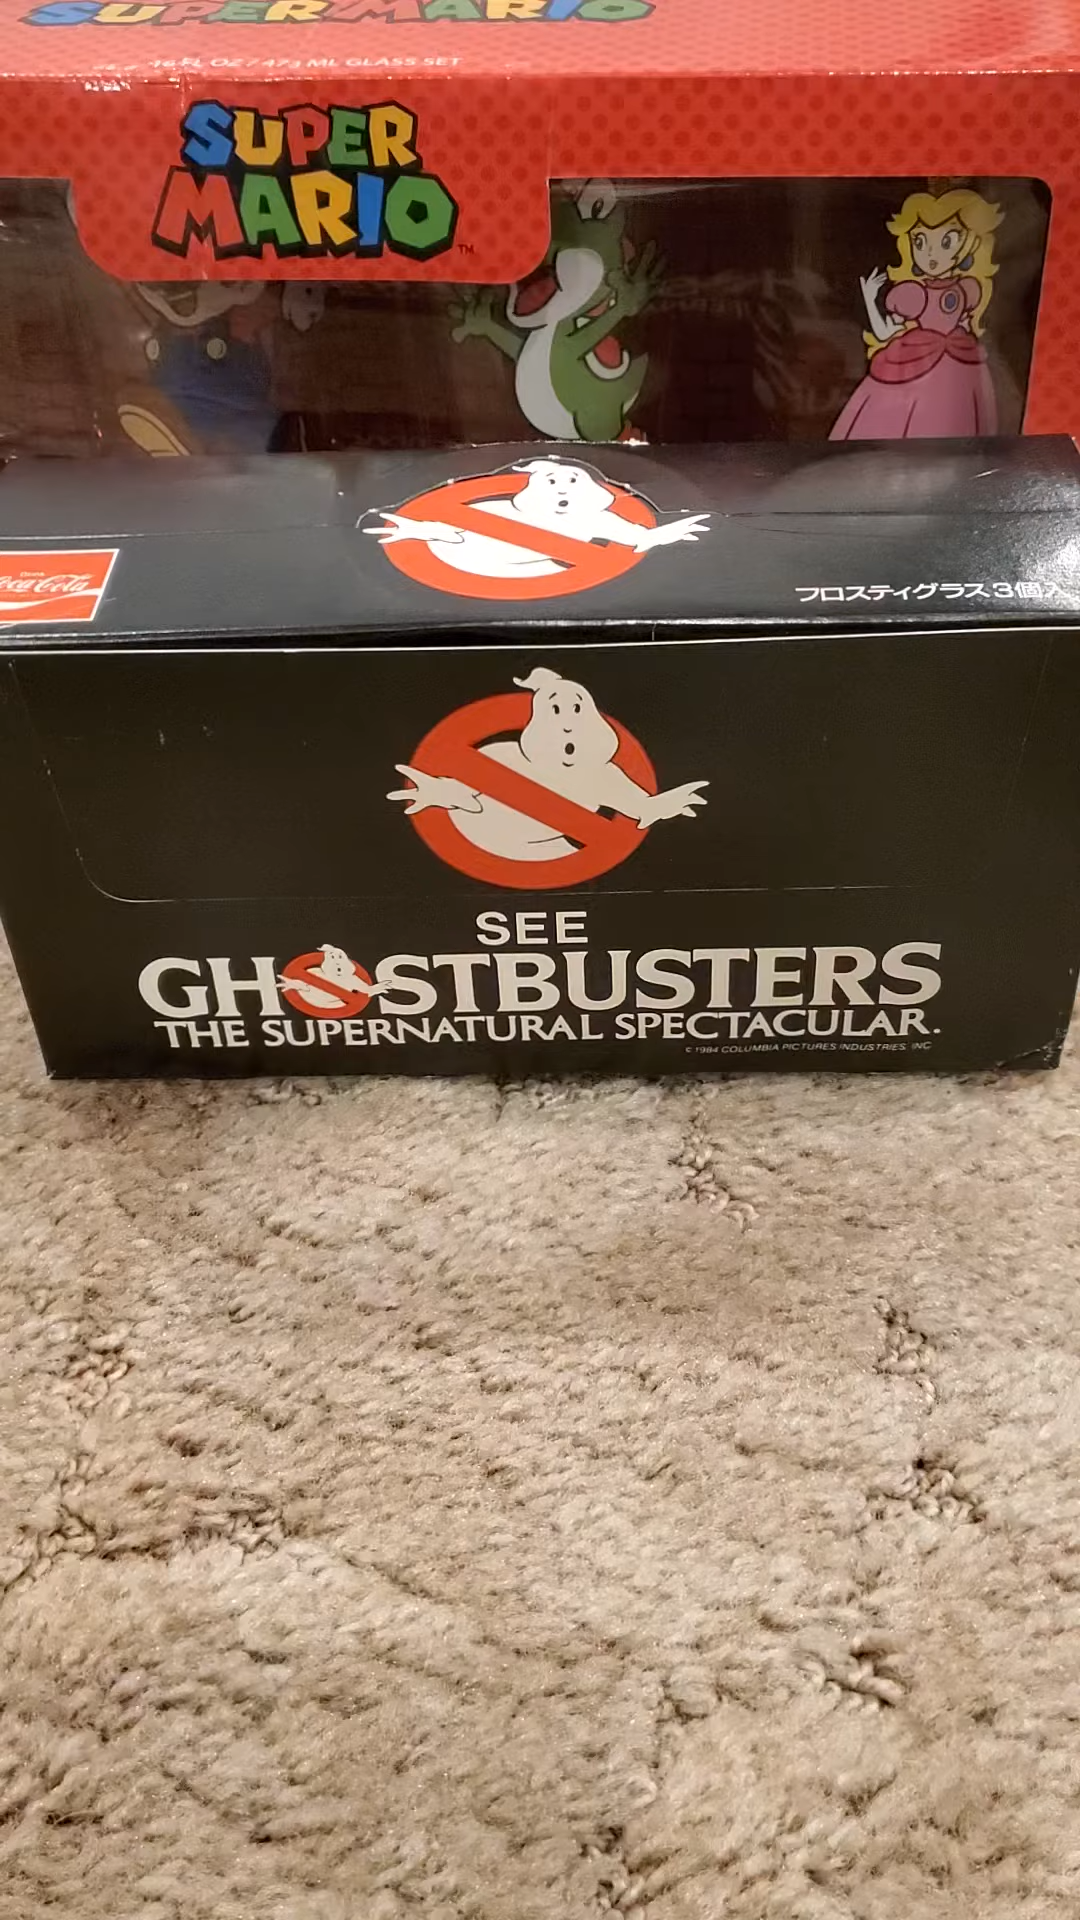 SUPER MARIO
16 FL OZ / 473 ML GLASS SET
SUPER
MARIO
TM
Coca-Cola
フロスティグラス3個入
SEE
GHOSTBUSTERS
THE SUPERNATURAL SPECTACULAR.
© 1984 COLUMBIA PICTURES INDUSTRIES, INC